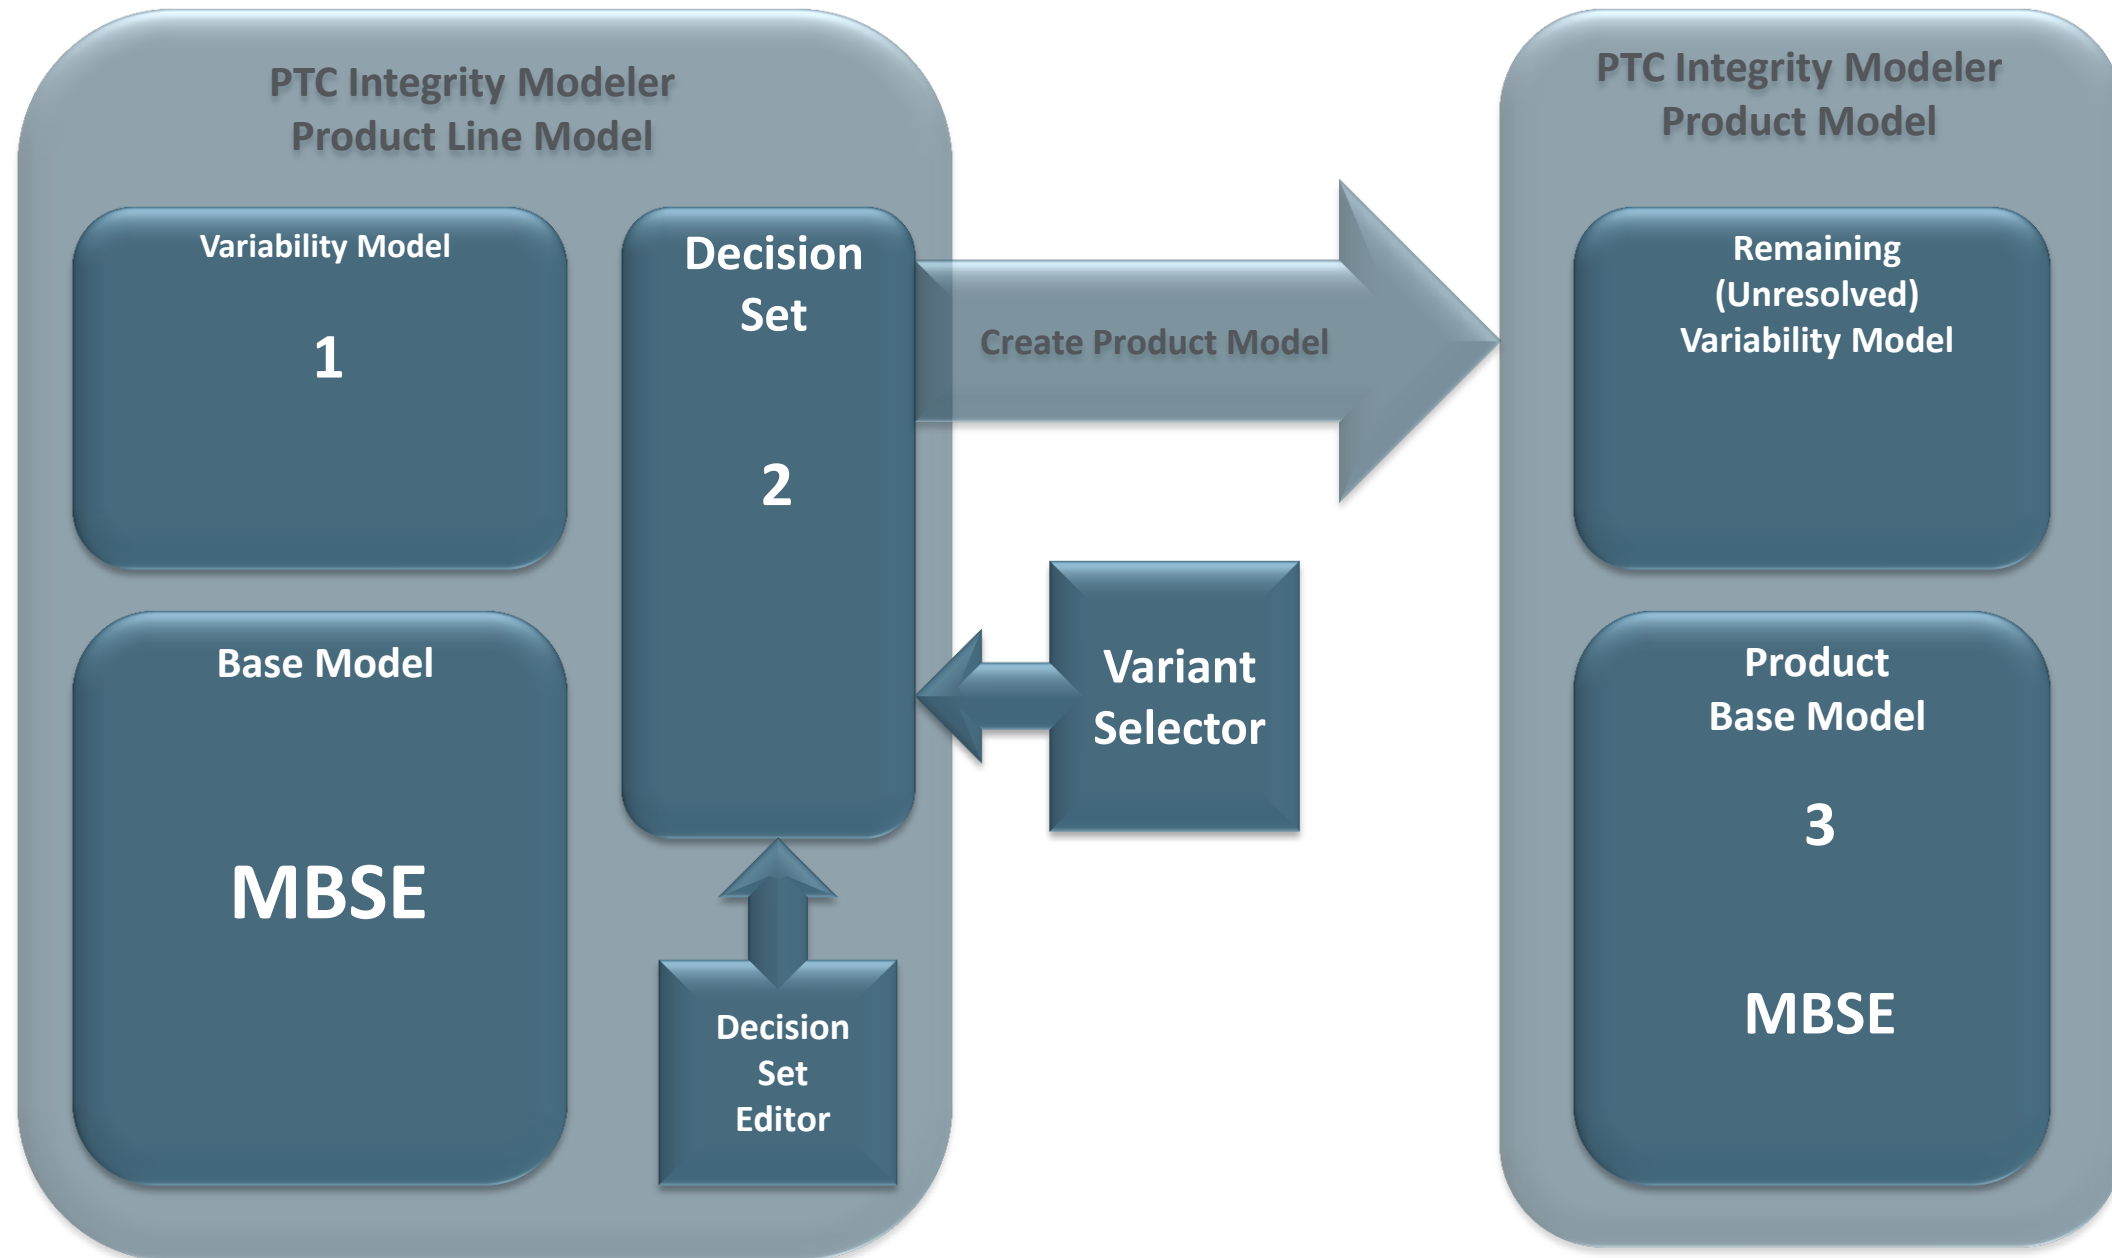 PTC Integrity Modeler
Product Line Model
Variability Model
1
Base Model
MBSE
Decision
Set
2
Decision
Set
Editor
Create Product Model
Variant
Selector
PTC Integrity Modeler
Product Model
Remaining
(Unresolved)
Variability Model
Product
Base Model
3
MBSE